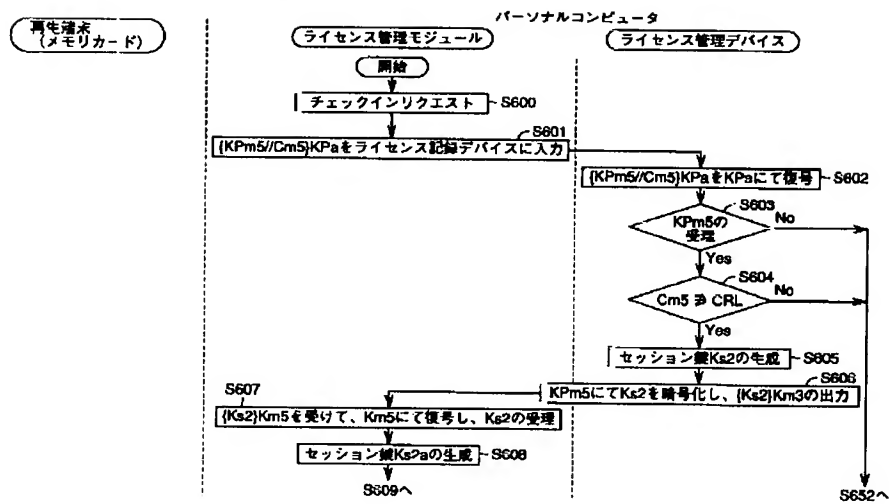 パーソナルコンピュータ
再生端末
(メモリカード)
ライセンス管理モジュール
ライセンス管理デバイス
開始
チェックインリクエスト
S600
S601
{KPm5//Cm5}KPaをライセンス記録デバイスに入力
{KPm5//Cm5}KPaをKPaにて復号
S602
S603
KPm5の
受理
No
Yes
S604
Cm5 ∌ CRL
No
Yes
セッション鍵Ks2の生成
S605
S606
KPm5にてKs2を暗号化し、{Ks2}Km3の出力
S607
{Ks2}Km5を受けて、Km5にて復号し、Ks2の受理
セッション鍵Ks2aの生成
S608
S609へ
S652へ